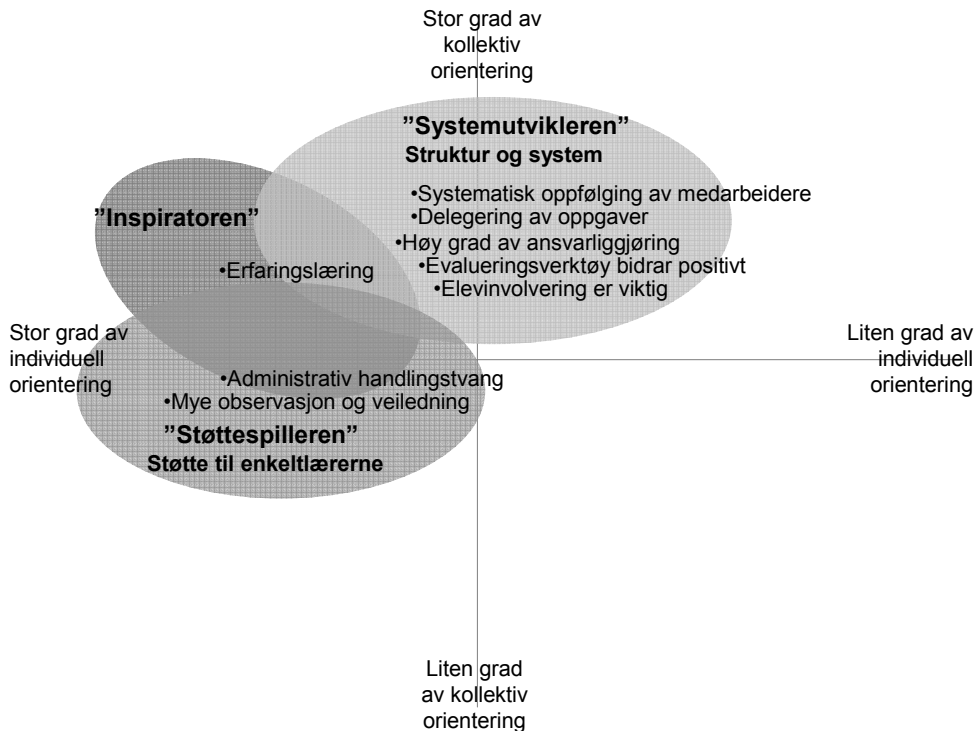 Stor grad av
kollektiv
orientering
”Systemutvikleren”
Struktur og system
•Systematisk oppfølging av medarbeidere
•Delegering av oppgaver
•Høy grad av ansvarliggjøring
•Evalueringsverktøy bidrar positivt
•Elevinvolvering er viktig
”Inspiratoren”
•Erfaringslæring
Stor grad av
individuell
orientering
Liten grad av
individuell
orientering
•Administrativ handlingstvang
•Mye observasjon og veiledning
”Støttespilleren”
Støtte til enkeltlærerne
Liten grad
av kollektiv
orientering